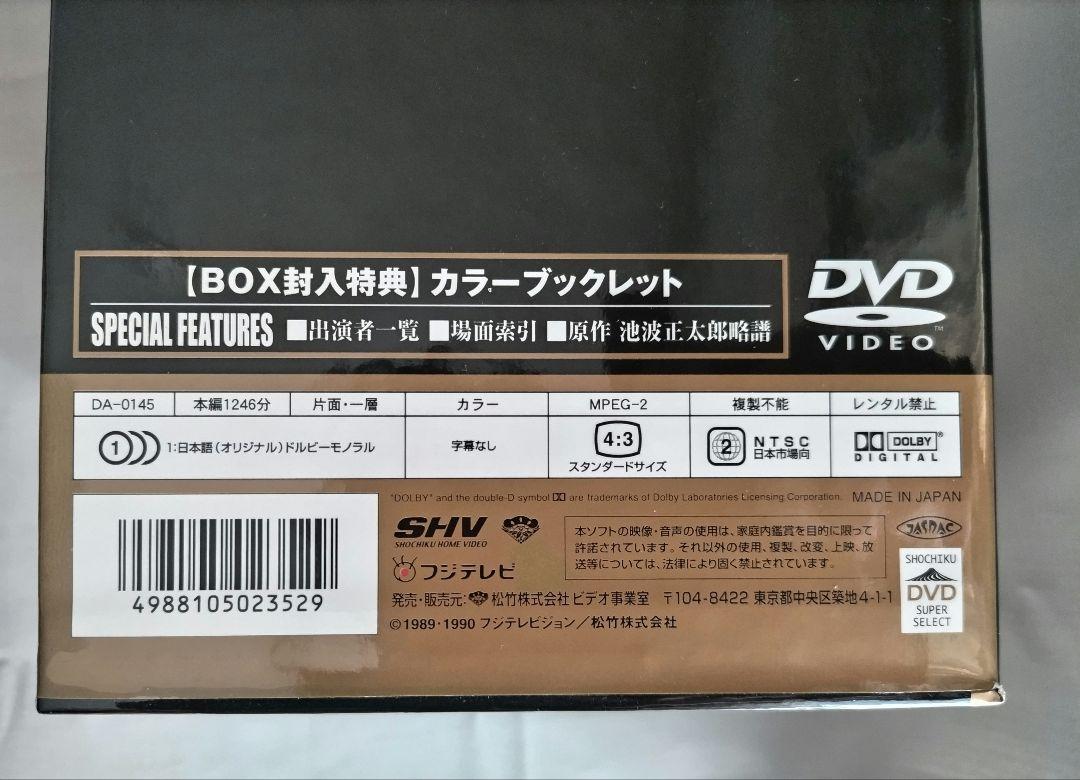 【BOX封入特典】カラーブックレット
SPECIAL FEATURES ■出演者一覧 ■場面索引 ■原作 池波正太郎略譜
DVD
VIDEO™
DA-0145 本編1246分 片面・一層 カラー MPEG-2 複製不能 レンタル禁止
1 1:日本語(オリジナル)ドルビーモノラル 字幕なし 4:3 スタンダードサイズ 2 NTSC 日本市場向 DOLBY® DIGITAL
"DOLBY" and the double-D symbol are trademarks of Dolby Laboratories Licensing Corporation. MADE IN JAPAN
4988105023529
SHV
SHOCHIKU HOME VIDEO
フジテレビ
本ソフトの映像・音声の使用は、家庭内鑑賞を目的に限って
許諾されています。それ以外の使用、複製、改変、上映、放
送等については、法律により固く禁止されています。
JASRAC
SHOCHIKU
DVD
SUPER
SELECT
発売・販売元: 松竹株式会社 ビデオ事業室 〒104-8422 東京都中央区築地4-1-1
©1989・1990 フジテレビジョン/松竹株式会社